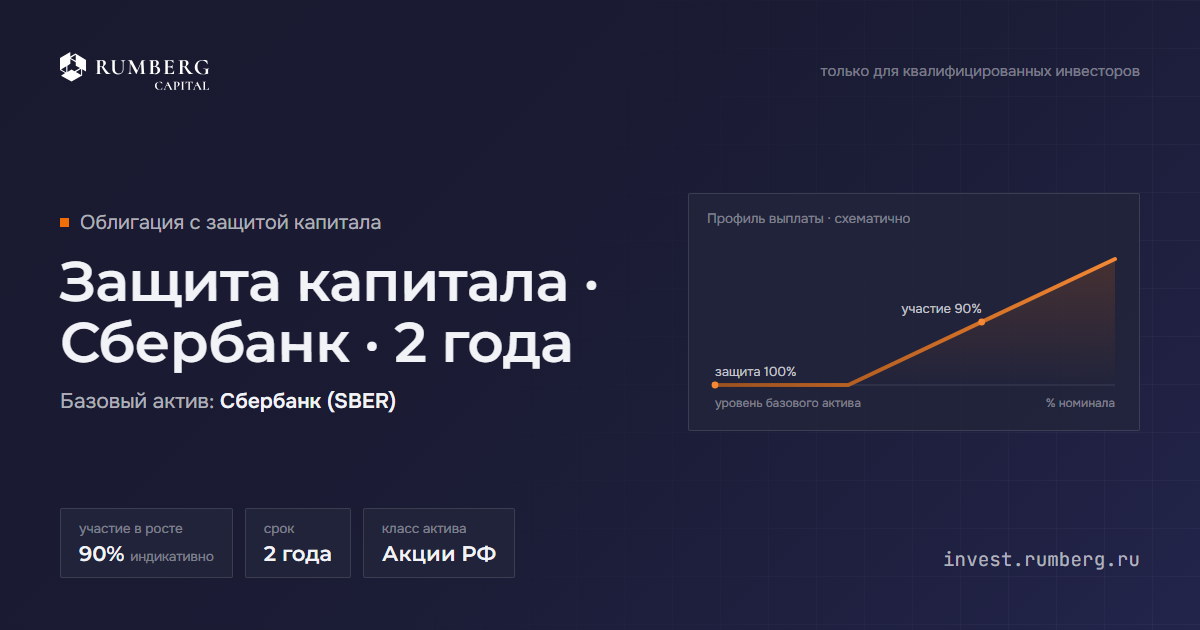 RUMBERG
CAPITAL
только для квалифицированных инвесторов
Облигация с защитой капитала
Защита капитала ·
Сбербанк · 2 года
Базовый актив: Сбербанк (SBER)
Профиль выплаты · схематично
участие 90%
защита 100%
уровень базового актива
% номинала
участие в росте
90% индикативно
срок
2 года
класс актива
Акции РФ
invest.rumberg.ru